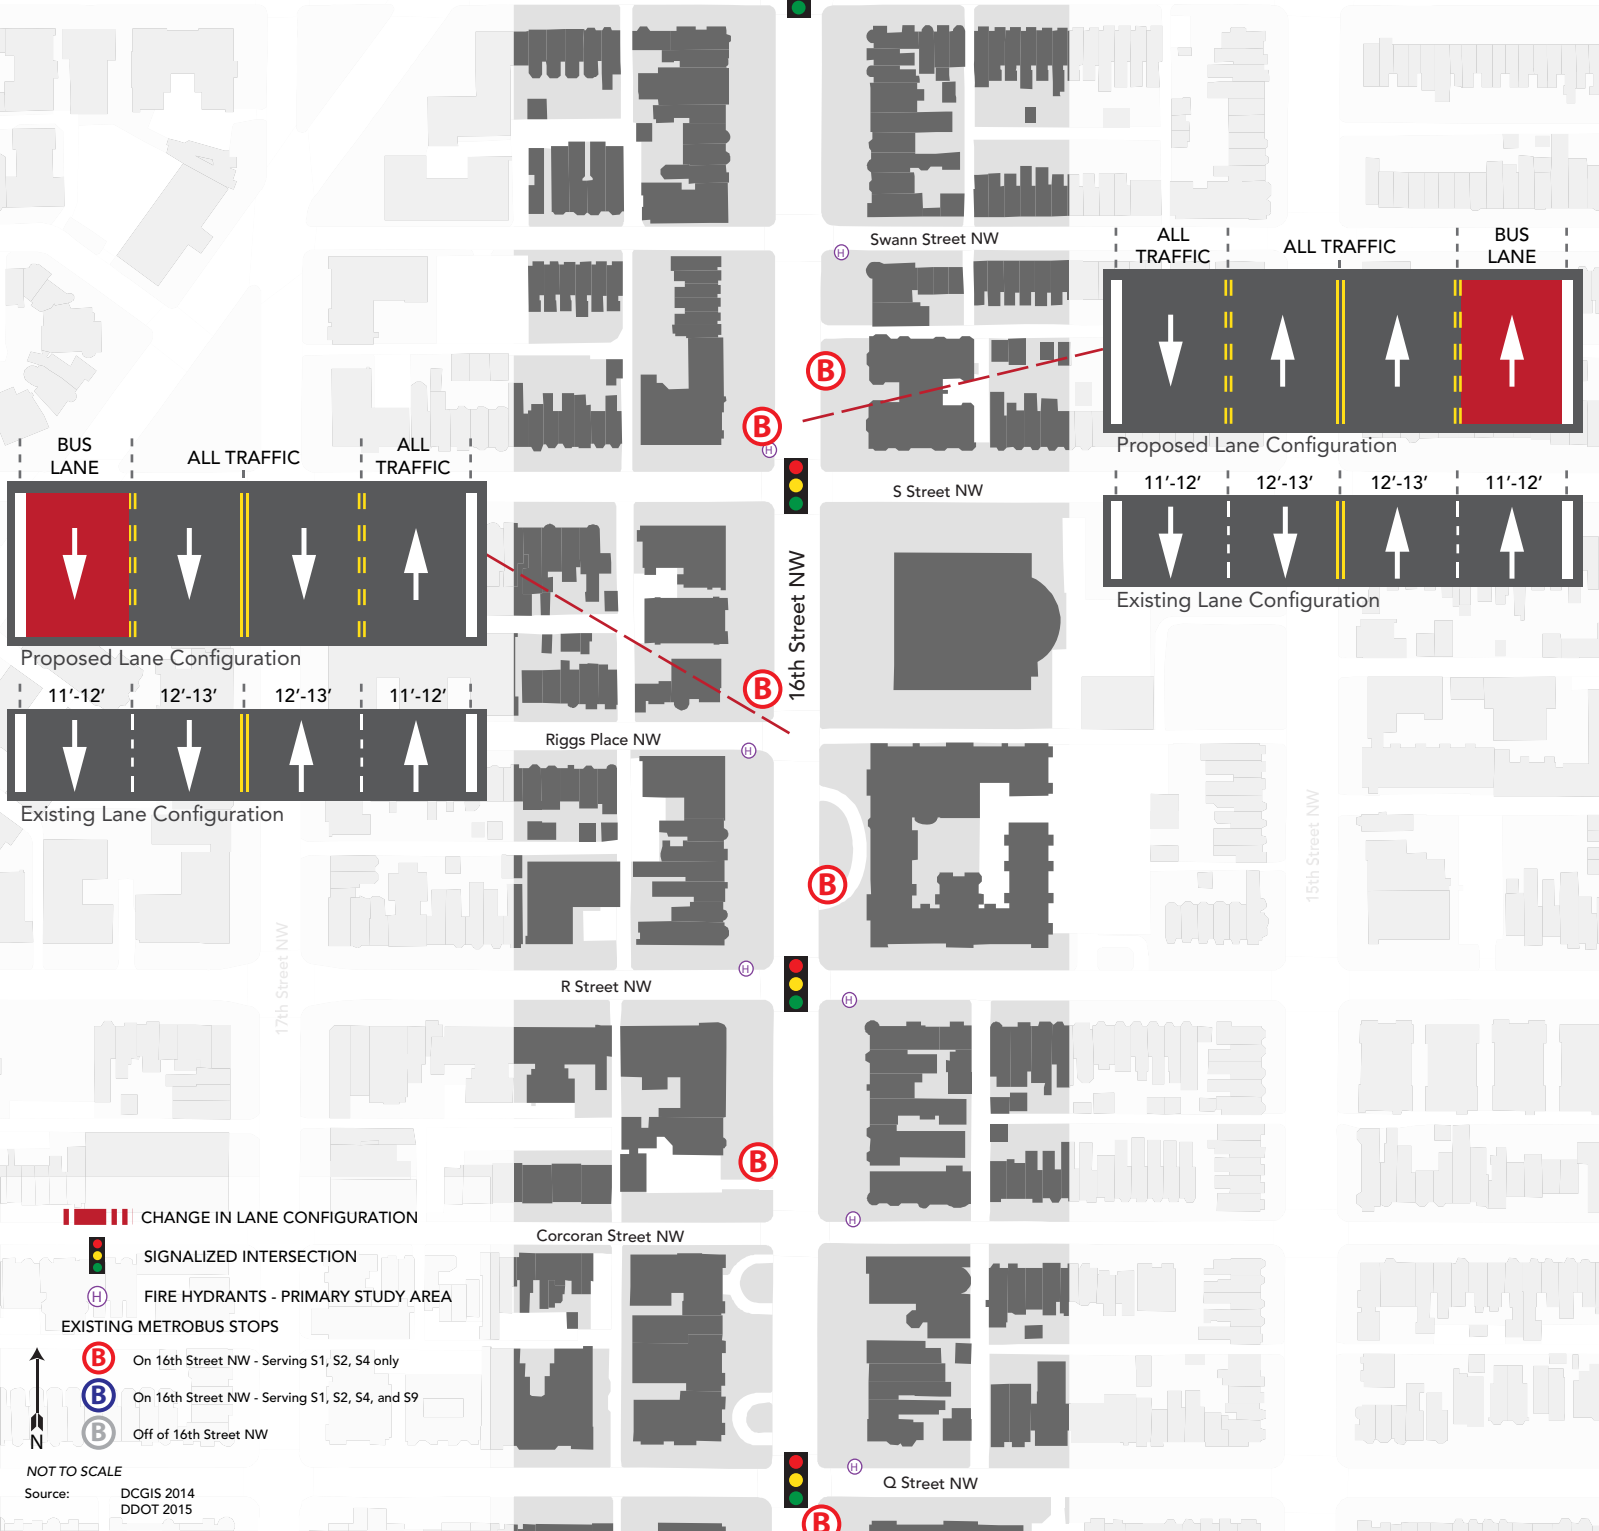 Swann Street NW
H
ALL
TRAFFIC
ALL TRAFFIC
BUS
LANE
Proposed Lane Configuration
11’-12’
12’-13’
12’-13’
11’-12’
Existing Lane Configuration
B
B
H
S Street NW
BUS
LANE
ALL TRAFFIC
ALL
TRAFFIC
Proposed Lane Configuration
11’-12’
12’-13’
12’-13’
11’-12’
Existing Lane Configuration
16th Street NW
B
Riggs Place NW
H
B
15th Street NW
17th Street NW
H
R Street NW
H
B
H
Corcoran Street NW
CHANGE IN LANE CONFIGURATION
SIGNALIZED INTERSECTION
H
FIRE HYDRANTS - PRIMARY STUDY AREA
EXISTING METROBUS STOPS
B
On 16th Street NW - Serving S1, S2, S4 only
B
On 16th Street NW - Serving S1, S2, S4, and S9
B
Off of 16th Street NW
N
NOT TO SCALE
Source:
DCGIS 2014
DDOT 2015
H
Q Street NW
B